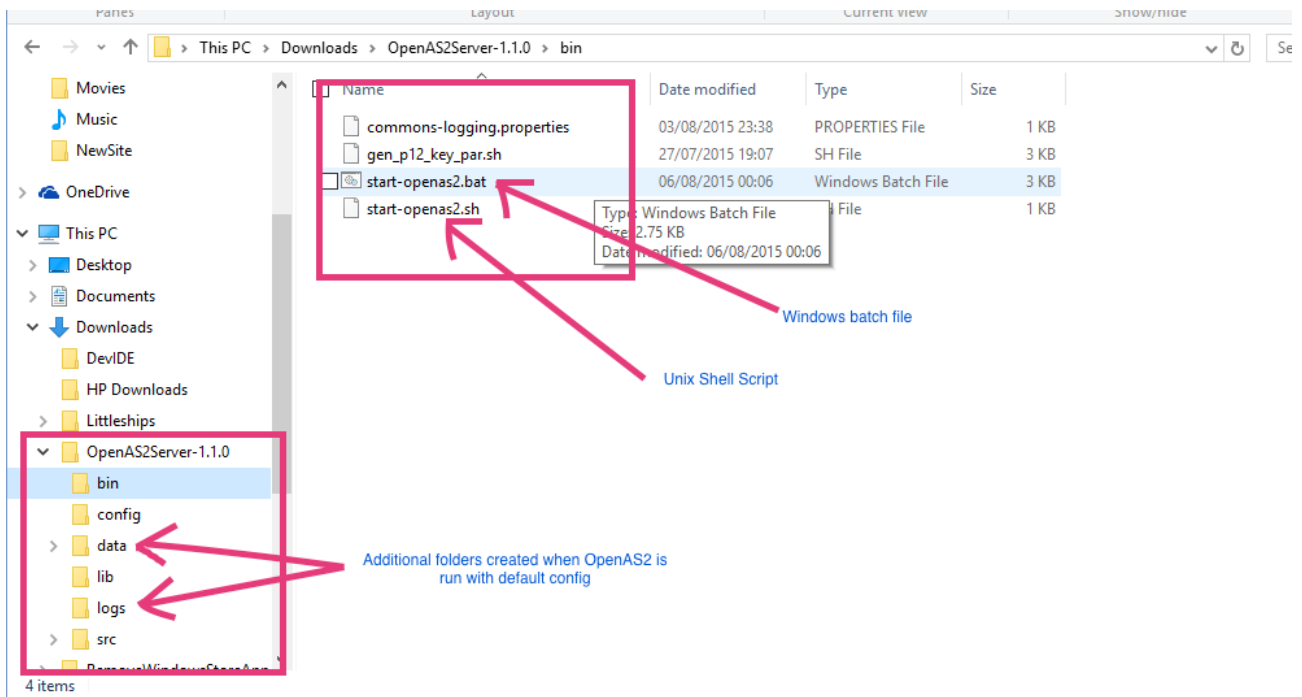 Panes Layout Current view Show/hide
This PC > Downloads > OpenAS2Server-1.1.0 > bin Se
Movies
Music
NewSite
OneDrive
This PC
Desktop
Documents
Downloads
DevIDE
HP Downloads
Littleships
OpenAS2Server-1.1.0
bin
config
data
lib
logs
src
4 items
Name Date modified Type Size
commons-logging.properties 03/08/2015 23:38 PROPERTIES File 1 KB
gen_p12_key_par.sh 27/07/2015 19:07 SH File 3 KB
start-openas2.bat 06/08/2015 00:06 Windows Batch File 3 KB
start-openas2.sh File 1 KB
Type: Windows Batch File
Size: 2.75 KB
Date modified: 06/08/2015 00:06
Windows batch file
Unix Shell Script
Additional folders created when OpenAS2 is
run with default config